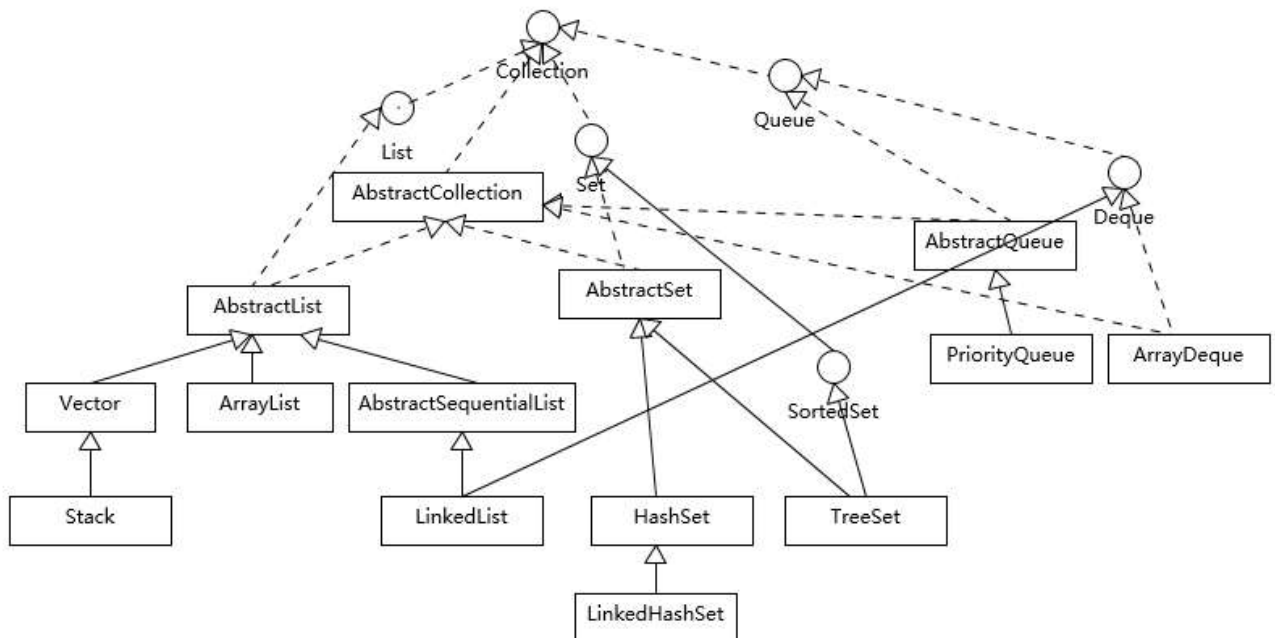 Collection
Queue
List
Set
AbstractCollection
Deque
AbstractQueue
AbstractSet
AbstractList
PriorityQueue
ArrayDeque
Vector
ArrayList
AbstractSequentialList
SortedSet
Stack
LinkedList
HashSet
TreeSet
LinkedHashSet